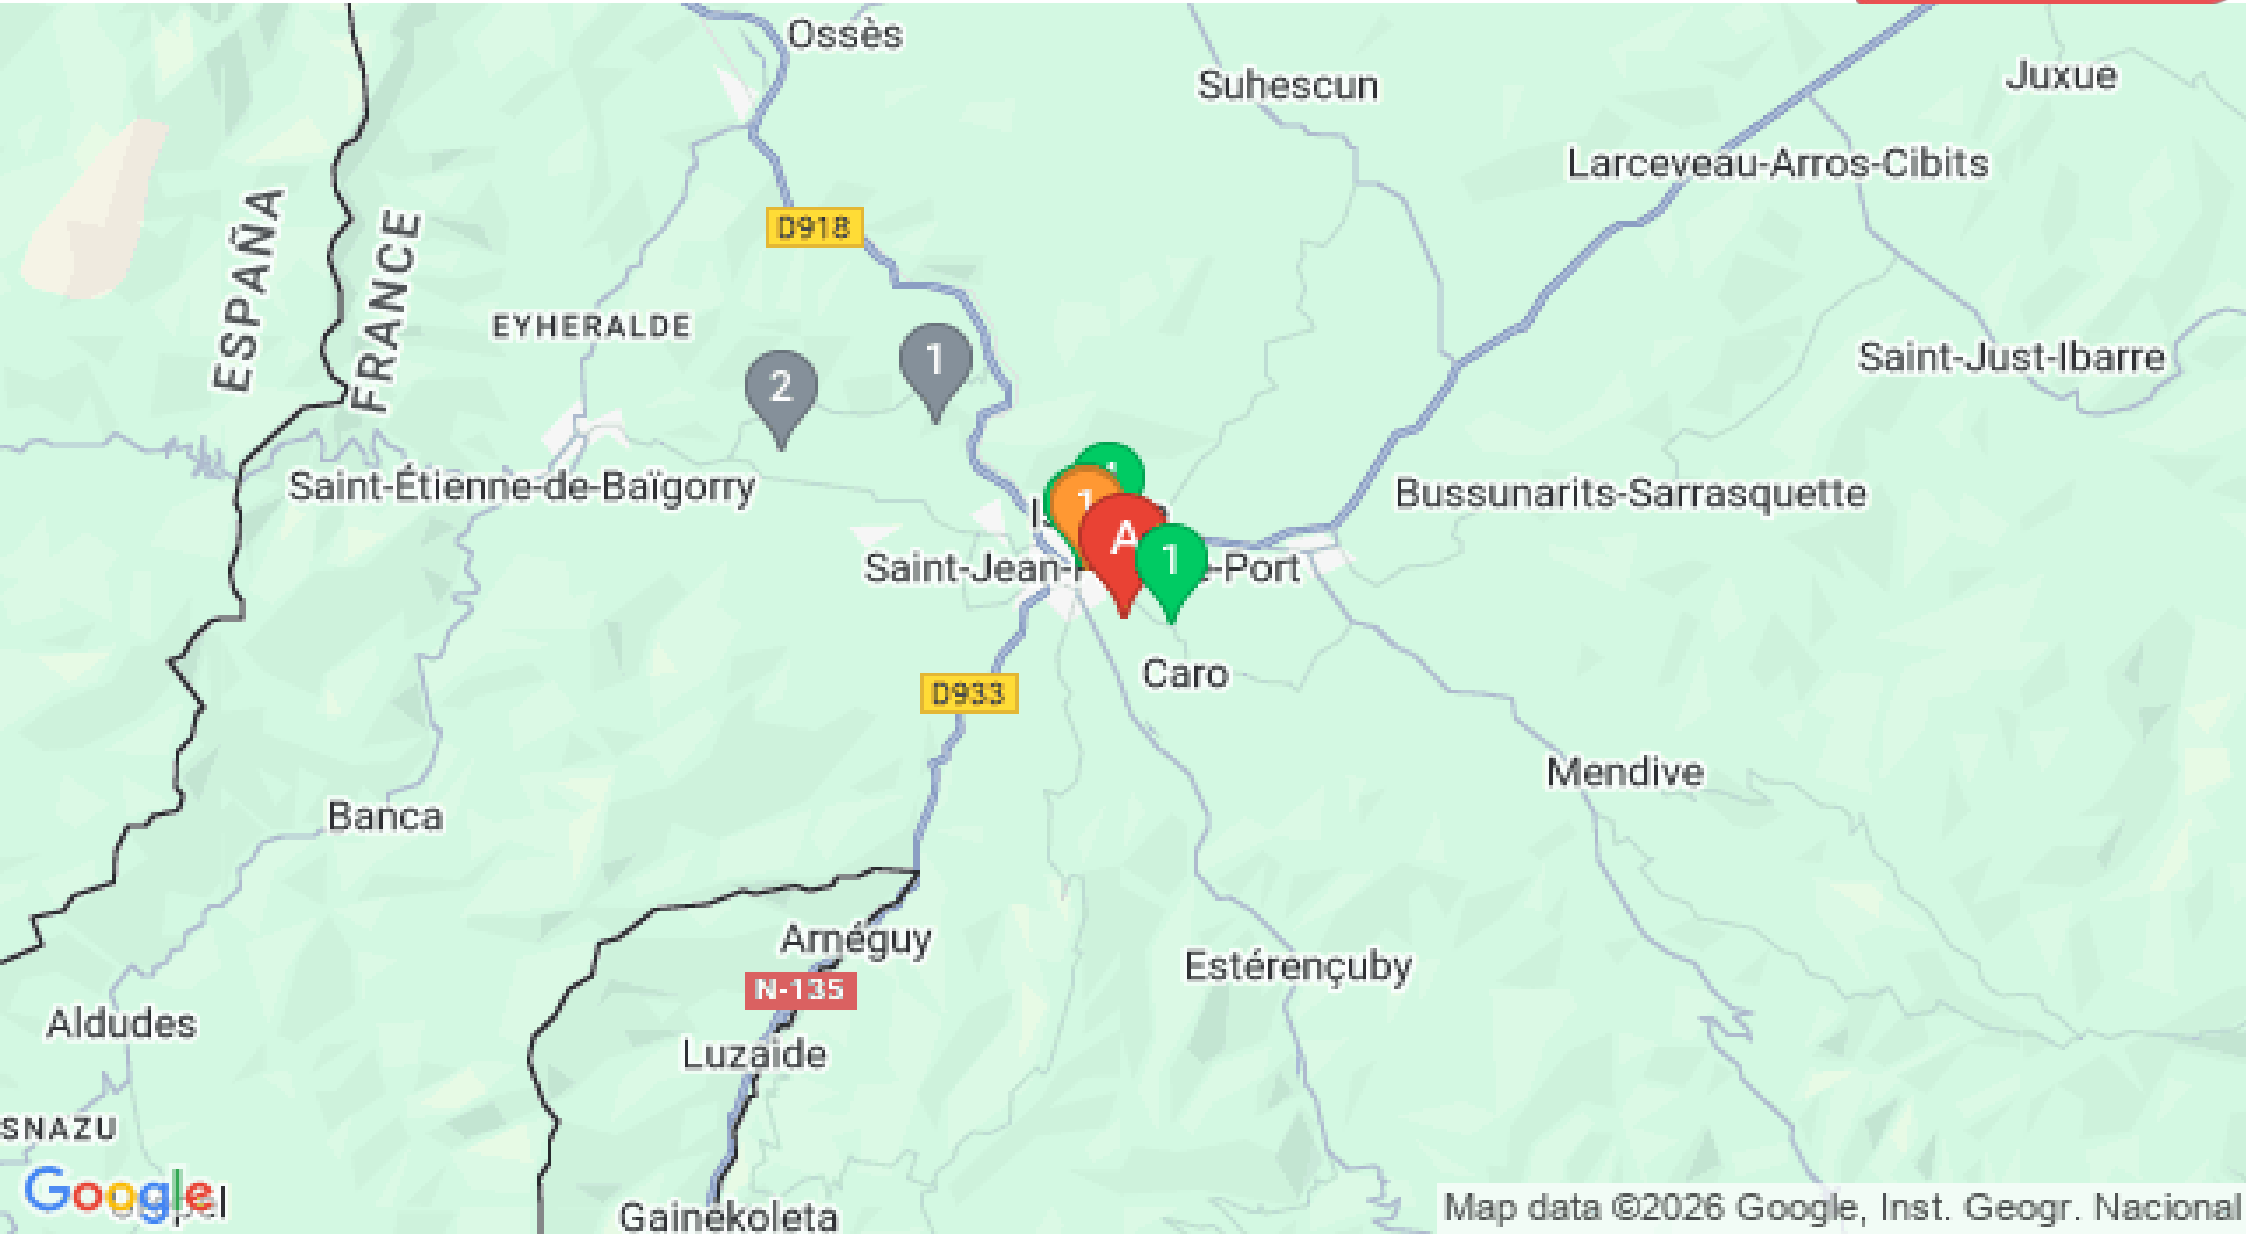 Ossès
Suhescun
Juxue
Larceveau-Arros-Cibits
D918
ESPAÑA
FRANCE
EYHERALDE
1
2
Saint-Just-Ibarre
Saint-Étienne-de-Baïgorry
1
A
1
Bussunarits-Sarrasquette
Saint-Jean-
e-Port
Caro
D933
Mendive
Banca
Arnéguy
Estérençuby
N-135
Aldudes
Luzaide
SNAZU
Google
Gainekoleta
Map data ©2026 Google, Inst. Geogr. Nacional